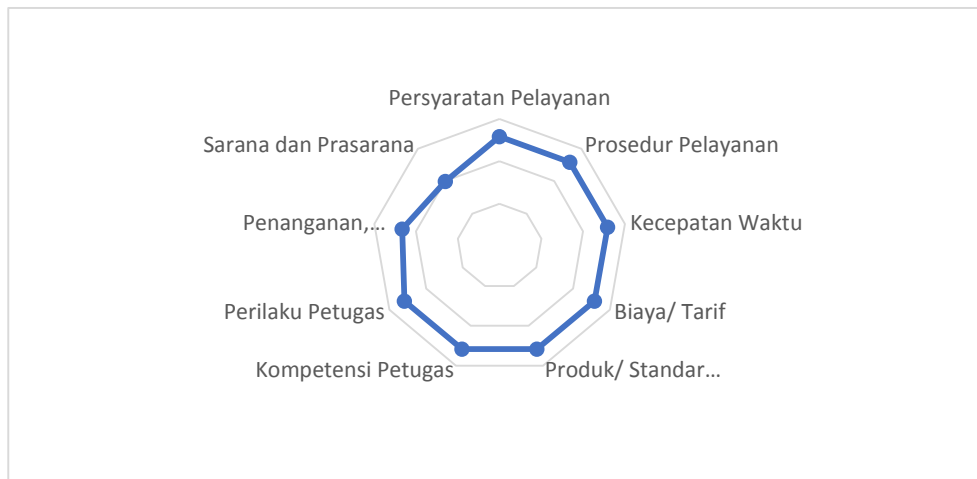 Persyaratan Pelayanan
Prosedur Pelayanan
Kecepatan Waktu
Biaya/ Tarif
Produk/ Standar...
Kompetensi Petugas
Perilaku Petugas
Penanganan,...
Sarana dan Prasarana